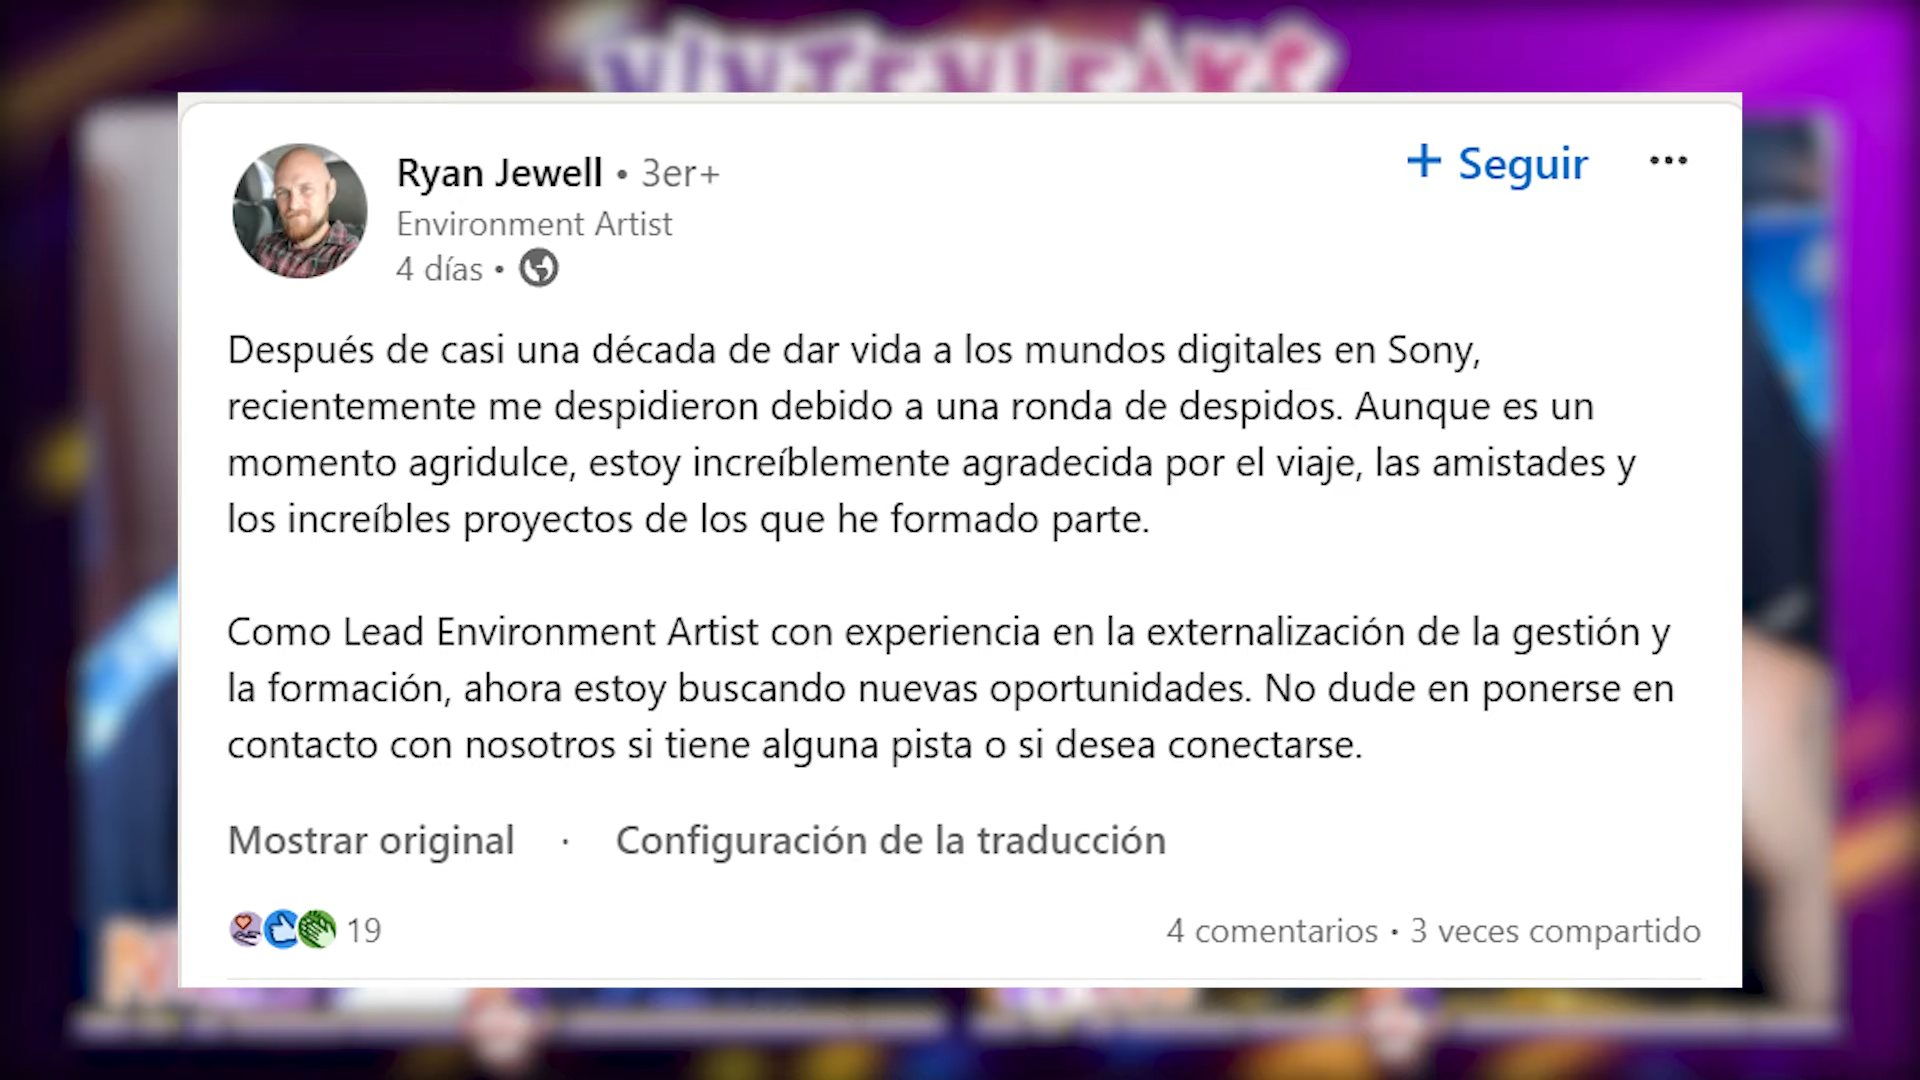 NINTENLEAKS
Ryan Jewell • 3er+
+ Seguir
Environment Artist
4 días •
Después de casi una década de dar vida a los mundos digitales en Sony,
recientemente me despidieron debido a una ronda de despidos. Aunque es un
momento agridulce, estoy increíblemente agradecida por el viaje, las amistades y
los increíbles proyectos de los que he formado parte.
Como Lead Environment Artist con experiencia en la externalización de la gestión y
la formación, ahora estoy buscando nuevas oportunidades. No dude en ponerse en
contacto con nosotros si tiene alguna pista o si desea conectarse.
Mostrar original · Configuración de la traducción
19
4 comentarios • 3 veces compartido